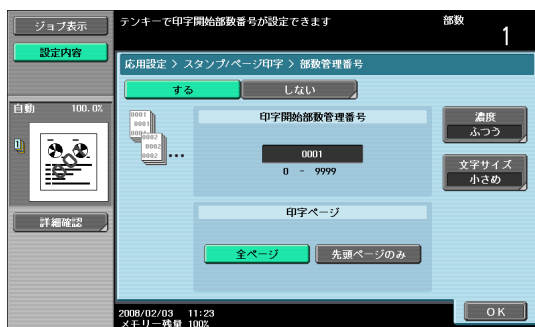 ジョブ表示
設定内容
テンキーで印字開始部数番号が設定できます
部数
1
応用設定 > スタンプ/ページ印字 > 部数管理番号
する
しない
自動 100.0%
1
0001
0001
0002
0002
0002
...
印字開始部数管理番号
0001
0 - 9999
濃度
ふつう
文字サイズ
小さめ
詳細確認
印字ページ
全ページ
先頭ページのみ
2008/02/03 11:23
メモリー残量 100%
OK